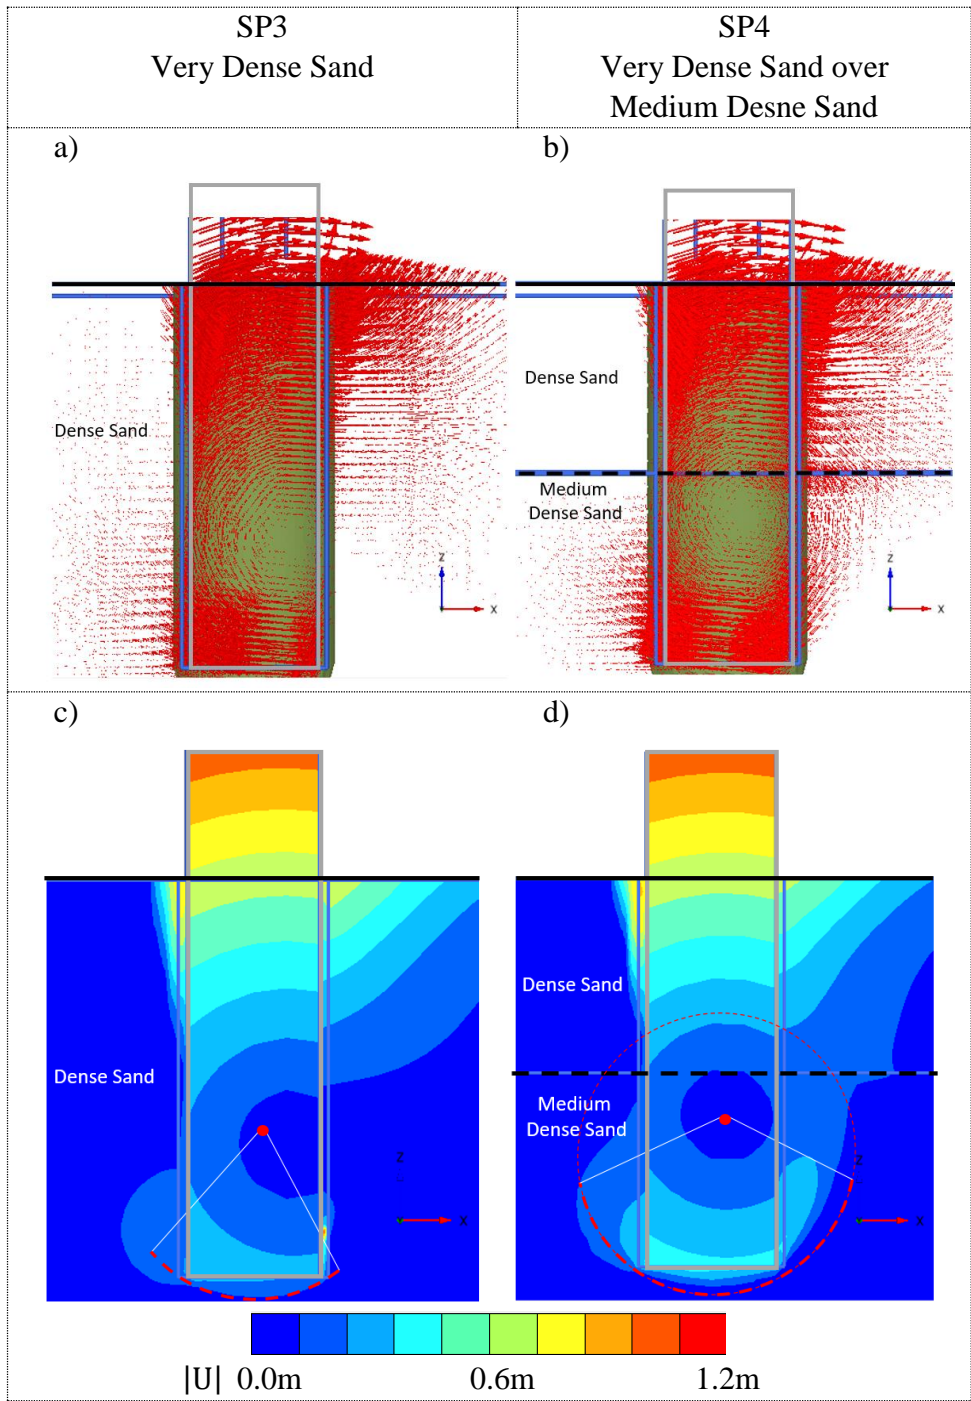 SP3
Very Dense Sand
SP4
Very Dense Sand over
Medium Desne Sand
a)
Dense Sand
Z
X
b)
Dense Sand
Medium
Dense Sand
Z
X
c)
Dense Sand
Z
X
d)
Dense Sand
Medium
Dense Sand
Z
X
|U| 0.0m 0.6m 1.2m